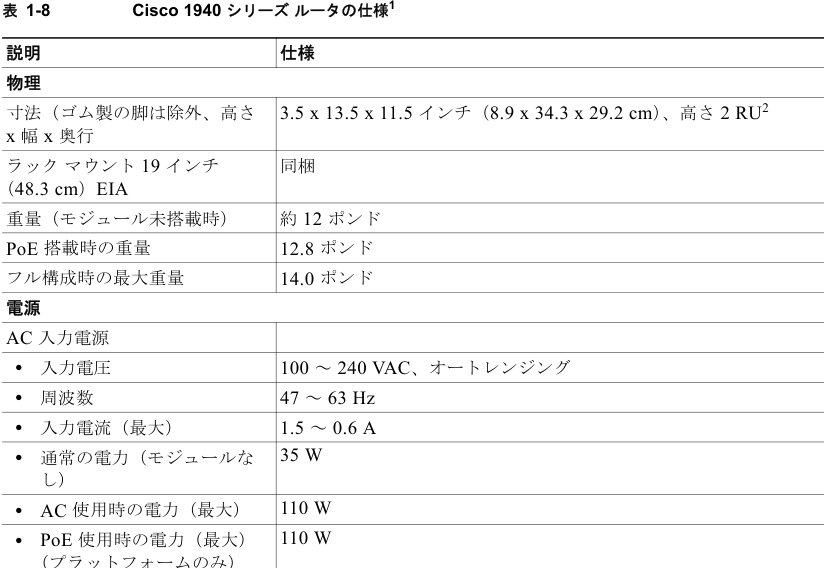 表 1-8 Cisco 1940 シリーズ ルータの仕様1
説明 仕様
物理
寸法（ゴム製の脚は除外、高さ 3.5 x 13.5 x 11.5 インチ（8.9 x 34.3 x 29.2 cm）、高さ 2 RU2
x 幅 x 奥行
ラック マウント 19 インチ 同梱
（48.3 cm）EIA
重量（モジュール未搭載時） 約 12 ポンド
PoE 搭載時の重量 12.8 ポンド
フル構成時の最大重量 14.0 ポンド
電源
AC 入力電源
• 入力電圧 100 ～ 240 VAC、オートレンジング
• 周波数 47 ～ 63 Hz
• 入力電流（最大） 1.5 ～ 0.6 A
• 通常の電力（モジュールな 35 W
し）
• AC 使用時の電力（最大） 110 W
• PoE 使用時の電力（最大） 110 W
（プラットフォームのみ）